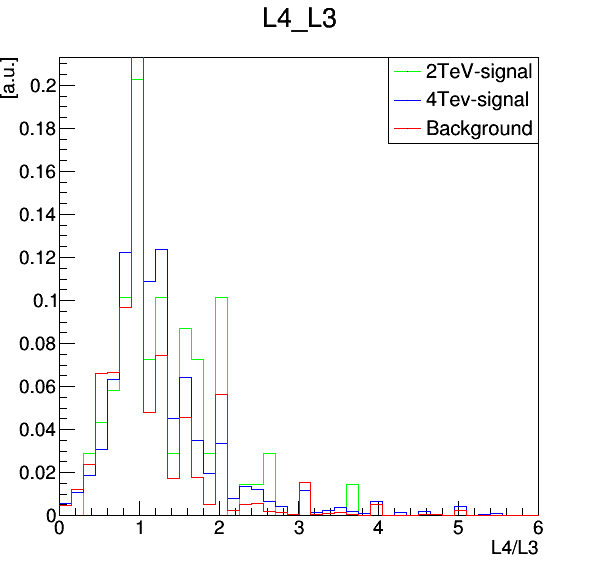 L4_L3
[a.u.]
2TeV-signal
4Tev-signal
Background
0.2
0.18
0.16
0.14
0.12
0.1
0.08
0.06
0.04
0.02
0
0 1 2 3 4 5 6
L4/L3